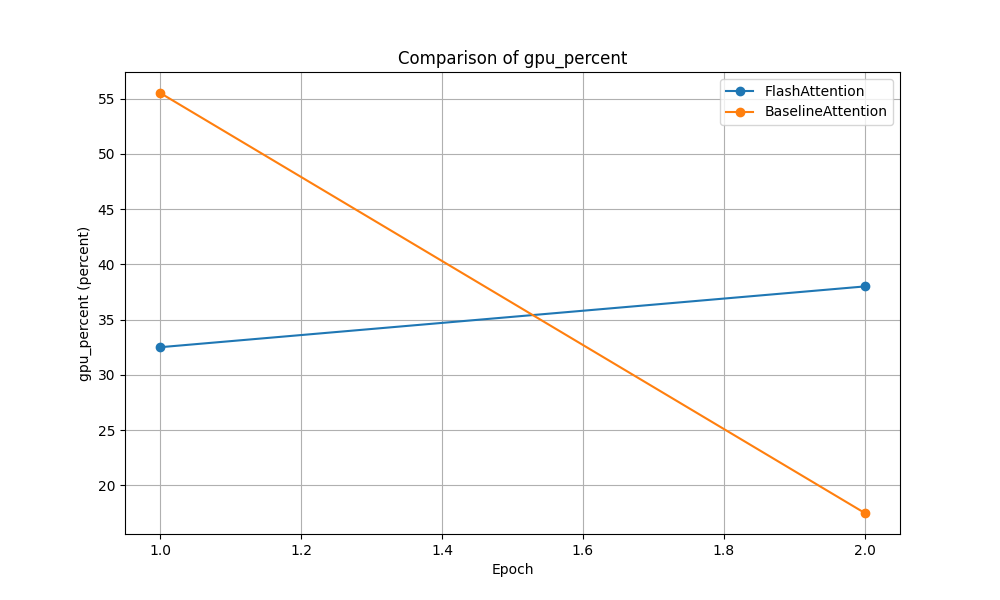 Comparison of gpu_percent
FlashAttention
BaselineAttention
gpu_percent (percent)
55
50
45
40
35
30
25
20
1.0 1.2 1.4 1.6 1.8 2.0
Epoch